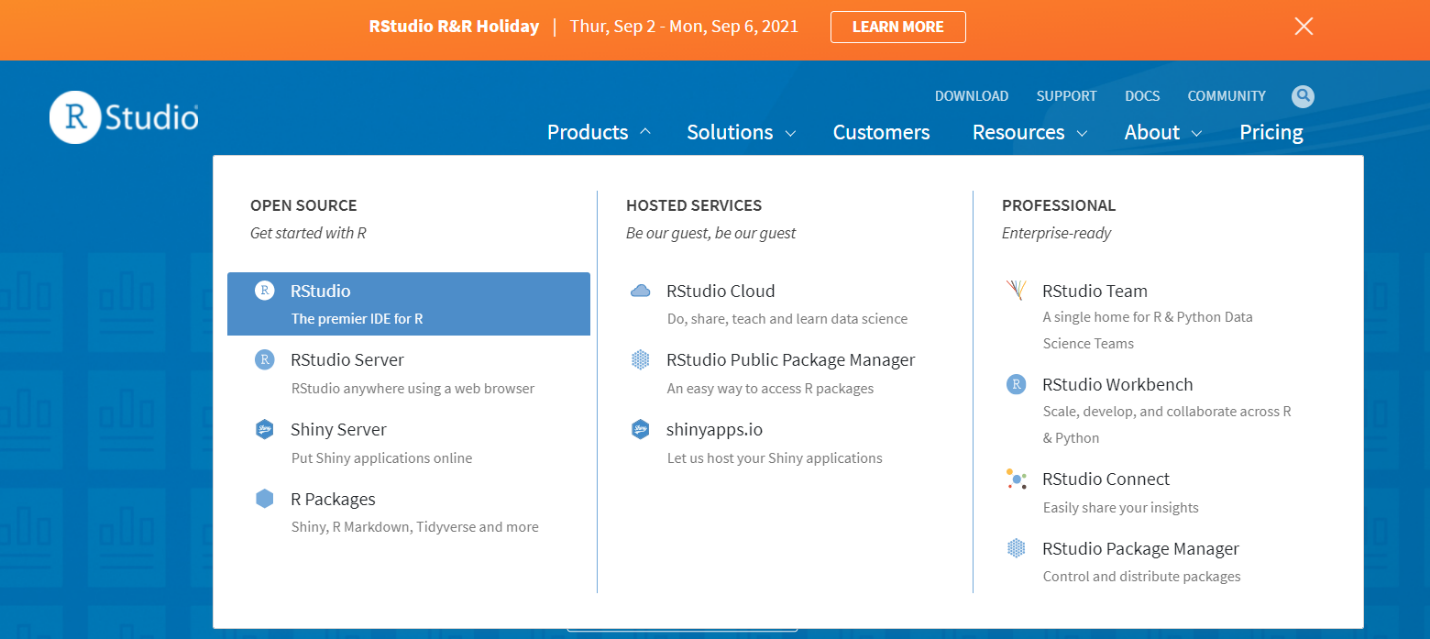 RStudio R&R Holiday | Thur, Sep 2 - Mon, Sep 6, 2021 LEARN MORE
DOWNLOAD SUPPORT DOCS COMMUNITY
R Studio®
Products Solutions Customers Resources About Pricing
OPEN SOURCE
Get started with R
R RStudio
The premier IDE for R
R RStudio Server
RStudio anywhere using a web browser
Shiny Shiny Server
Put Shiny applications online
R Packages
Shiny, R Markdown, Tidyverse and more
HOSTED SERVICES
Be our guest, be our guest
RStudio Cloud
Do, share, teach and learn data science
RStudio Public Package Manager
An easy way to access R packages
Shiny shinyapps.io
Let us host your Shiny applications
PROFESSIONAL
Enterprise-ready
RStudio Team
A single home for R & Python Data
Science Teams
R RStudio Workbench
Scale, develop, and collaborate across R
& Python
RStudio Connect
Easily share your insights
RStudio Package Manager
Control and distribute packages